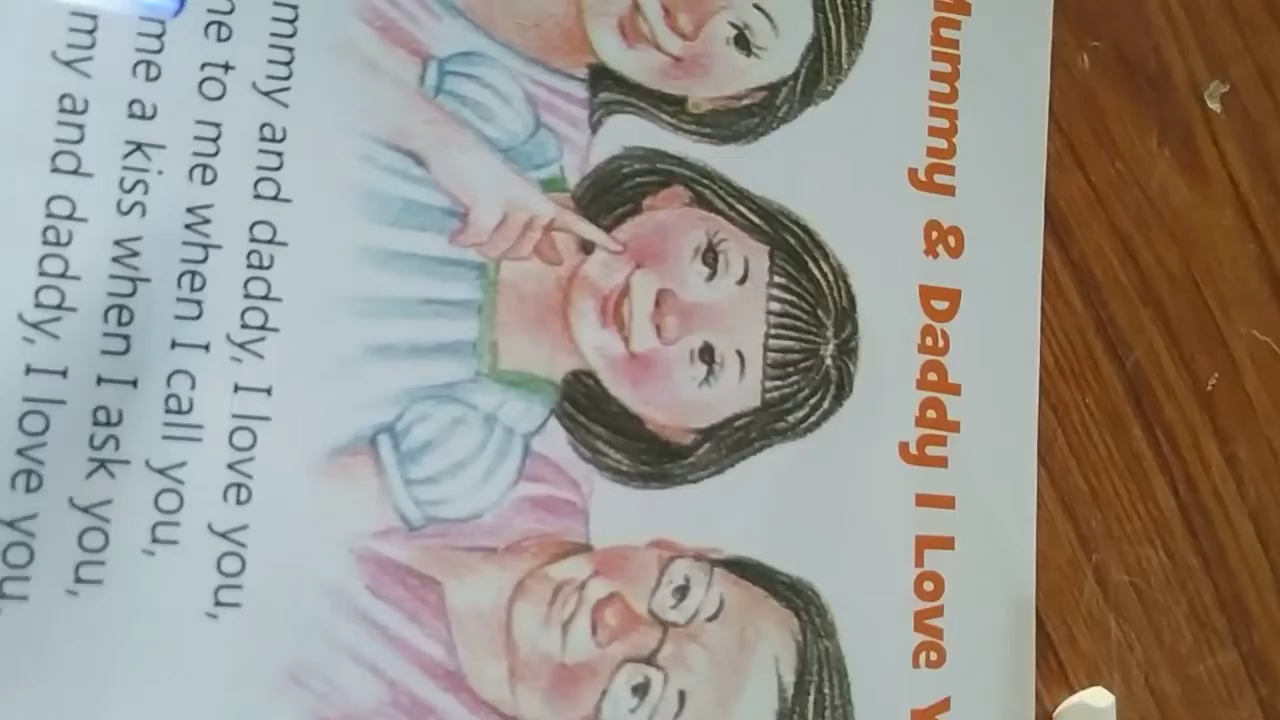 Mummy & Daddy I Love Y
mmy and daddy, I love you,
ne to me when I call you,
me a kiss when I ask you,
my and daddy, I love you.